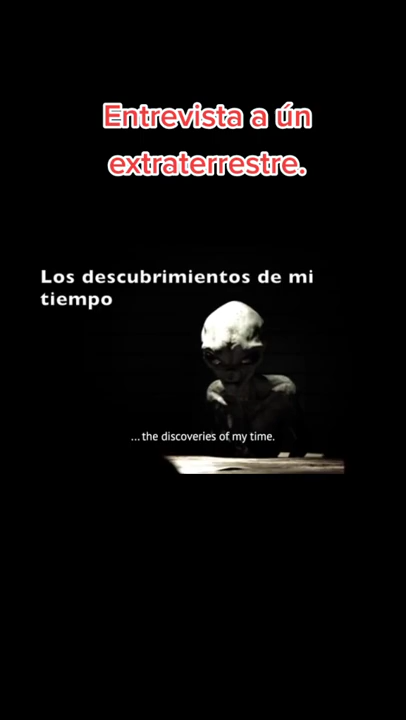 Entrevista a ún
extraterrestre.
Los descubrimientos de mi
tiempo
...the discoveries of my time.